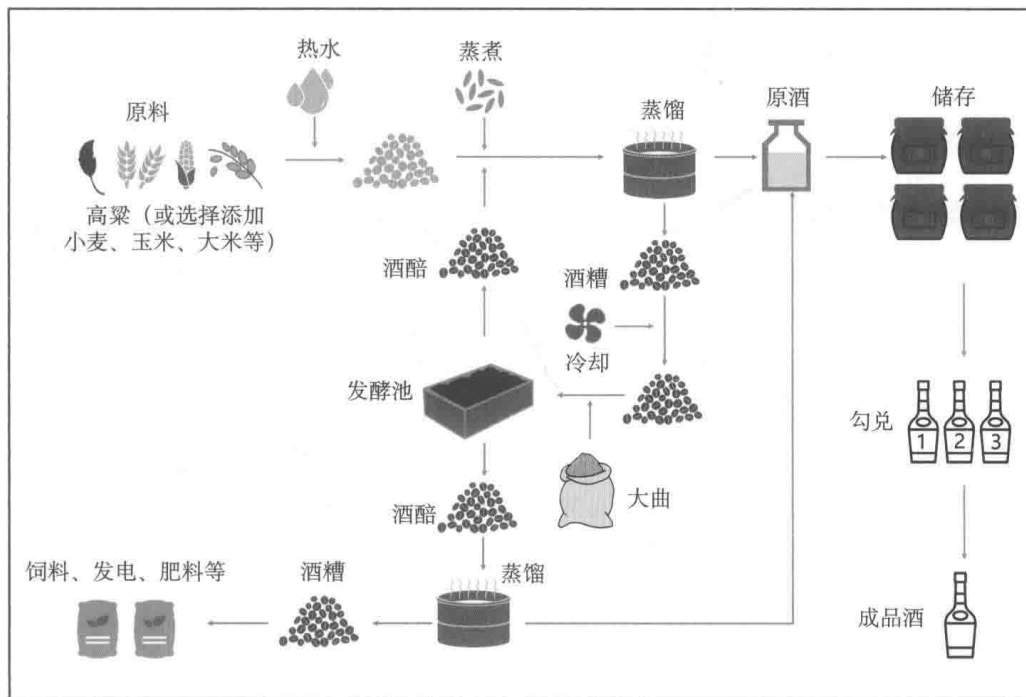 热水
蒸煮
原料
蒸馏
原酒
储存
高粱（或选择添加
小麦、玉米、大米等）
酒醅
酒糟
冷却
发酵池
勾兑
1 2 3
大曲
酒醅
饲料、发电、肥料等
酒糟
蒸馏
成品酒